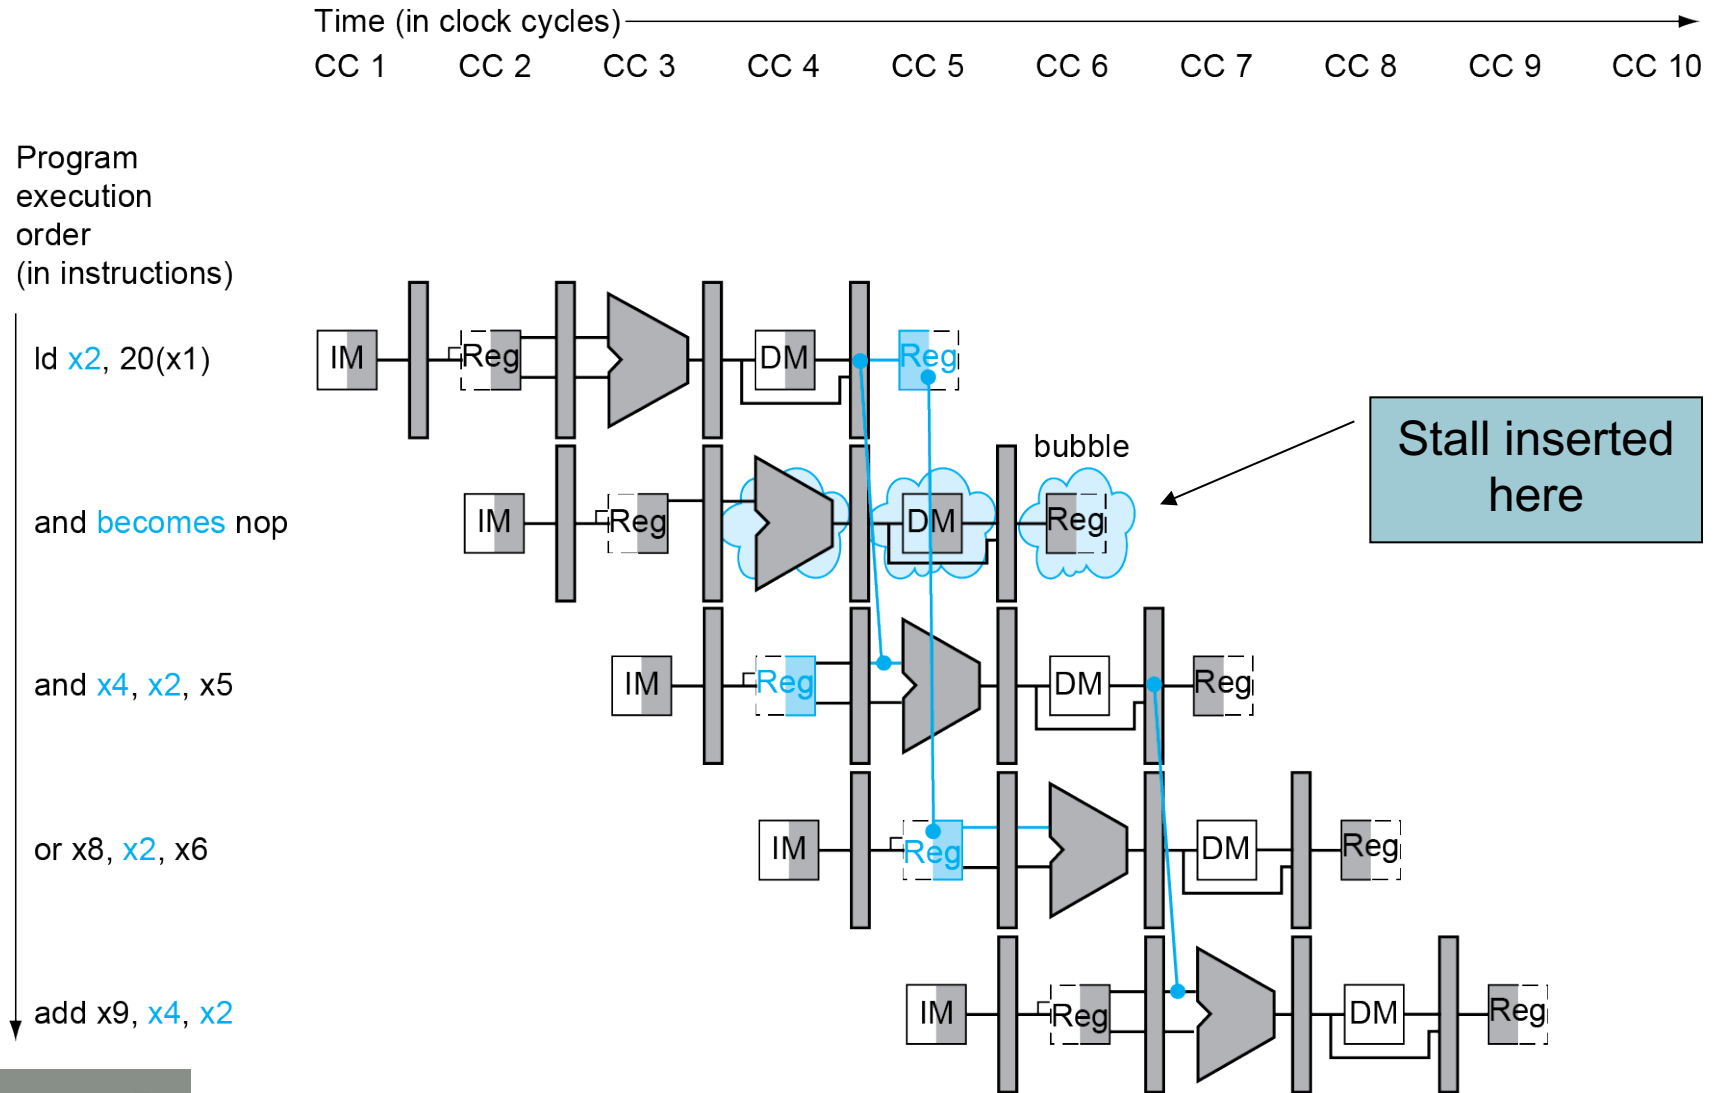 Time (in clock cycles)
CC 1 CC 2 CC 3 CC 4 CC 5 CC 6 CC 7 CC 8 CC 9 CC 10
Program
execution
order
(in instructions)
ld x2, 20(x1)
IM Reg DM Reg
bubble
Stall inserted
here
and becomes nop
IM Reg DM Reg
and x4, x2, x5
IM Reg DM Reg
or x8, x2, x6
IM Reg DM Reg
add x9, x4, x2
IM Reg DM Reg